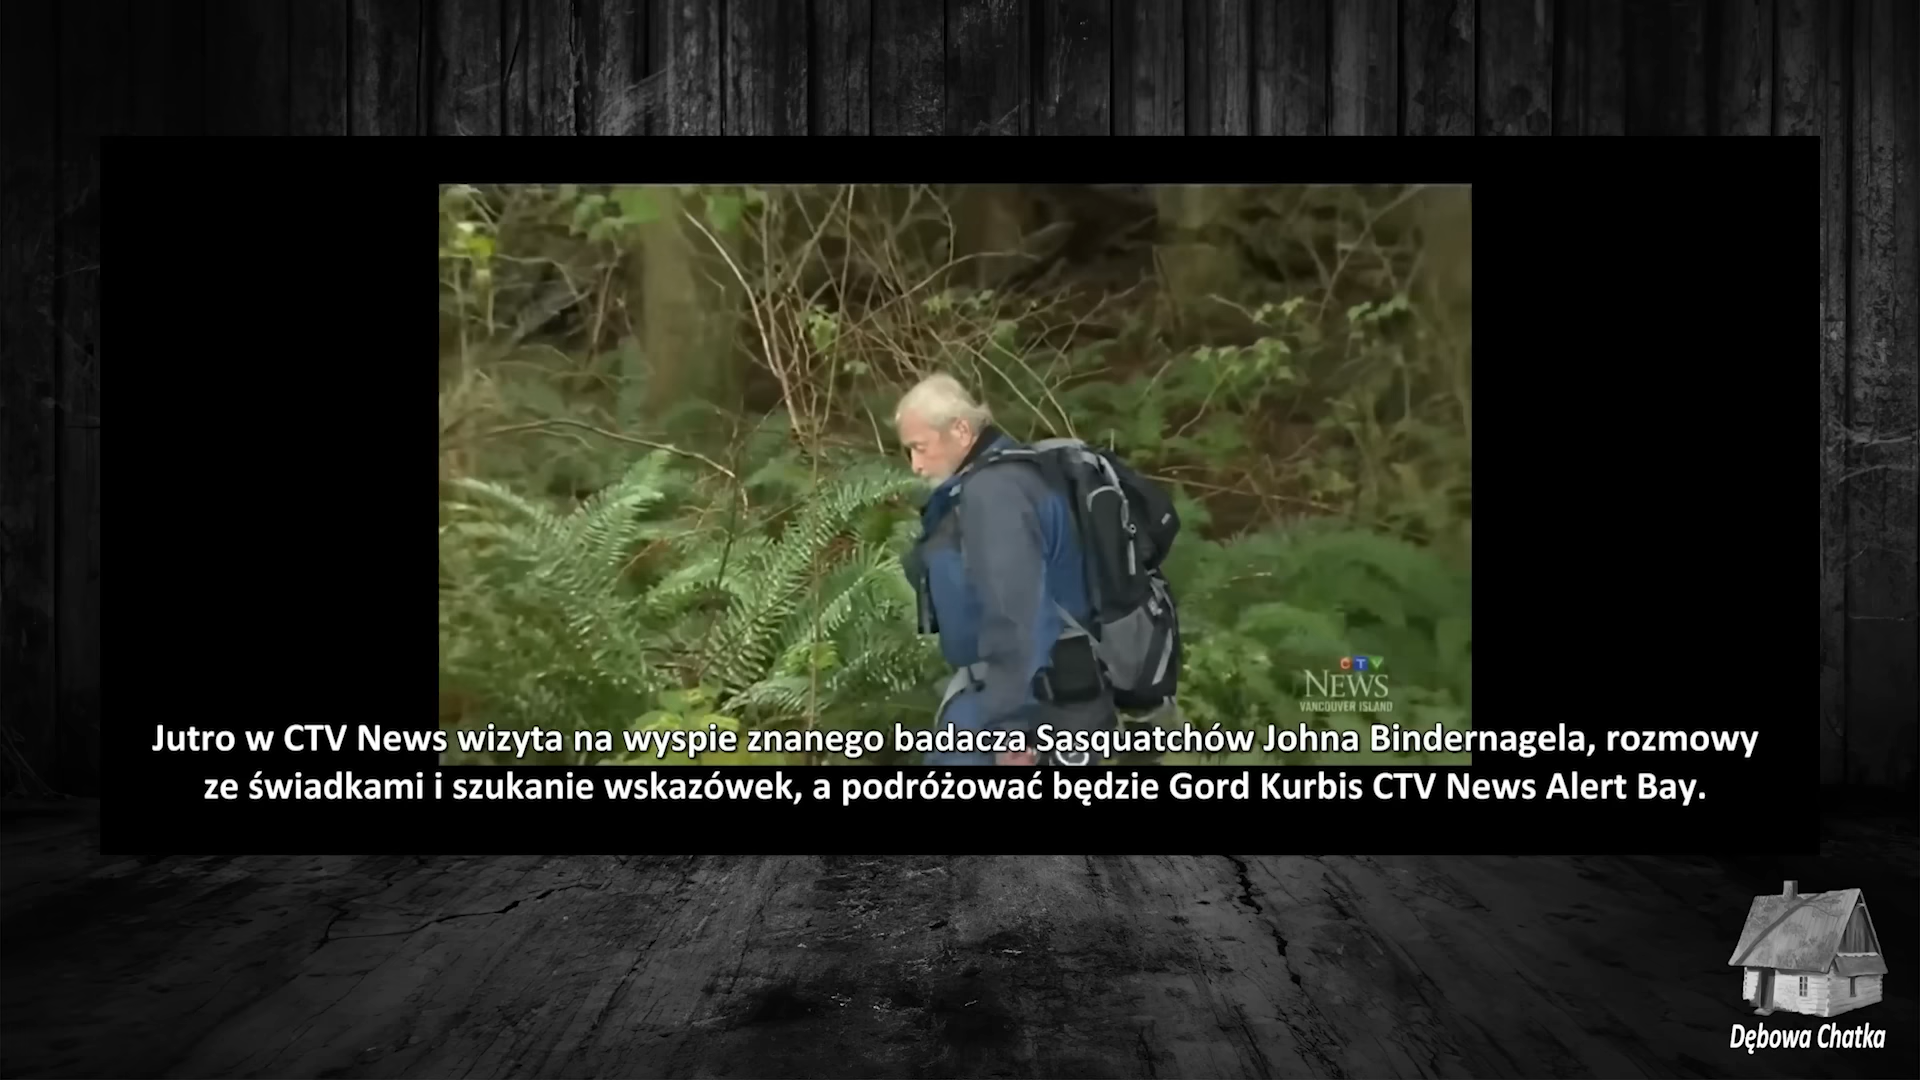 CTV
NEWS
VANCOUVER ISLAND
Jutro w CTV News wizyta na wyspie znanego badacza Sasquatchów Johna Bindernagela, rozmowy
ze świadkami i szukanie wskazówek, a podróżować będzie Gord Kurbis CTV News Alert Bay.
Dębowa Chatka